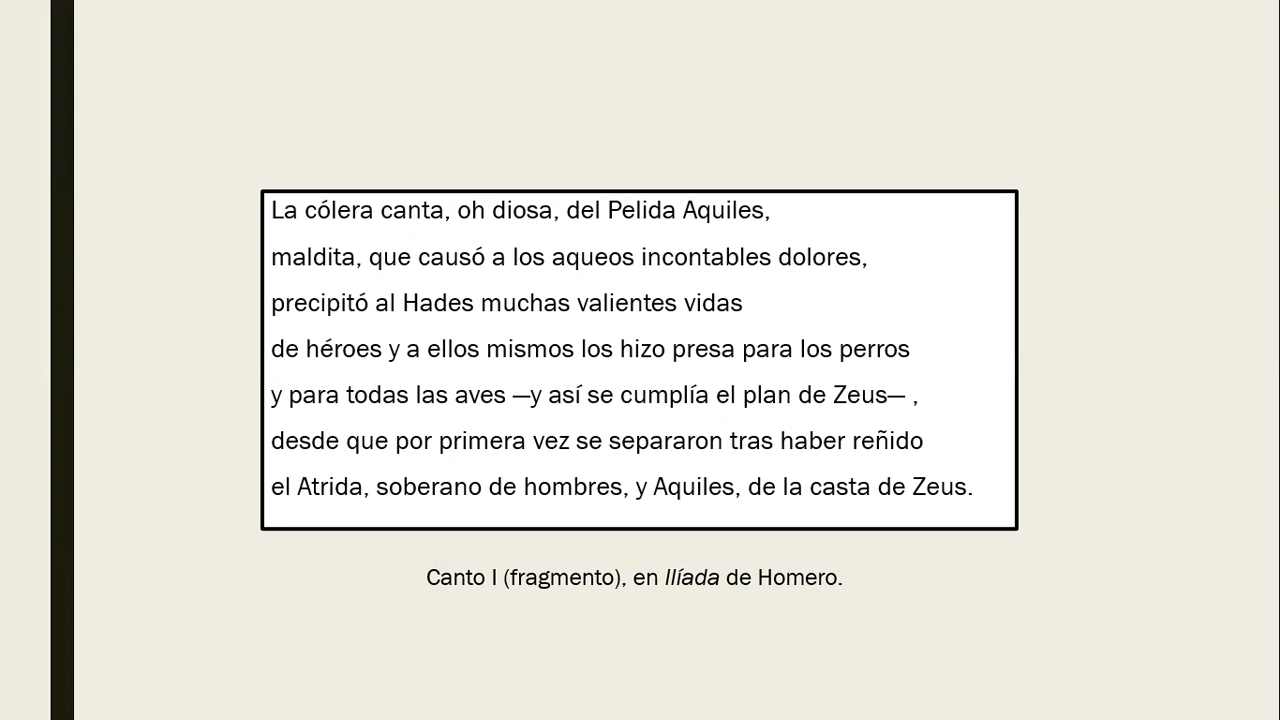 La cólera canta, oh diosa, del Pelida Aquiles,
maldita, que causó a los aqueos incontables dolores,
precipitó al Hades muchas valientes vidas
de héroes y a ellos mismos los hizo presa para los perros
y para todas las aves —y así se cumplía el plan de Zeus— ,
desde que por primera vez se separaron tras haber reñido
el Atrida, soberano de hombres, y Aquiles, de la casta de Zeus.
Canto I (fragmento), en Ilíada de Homero.